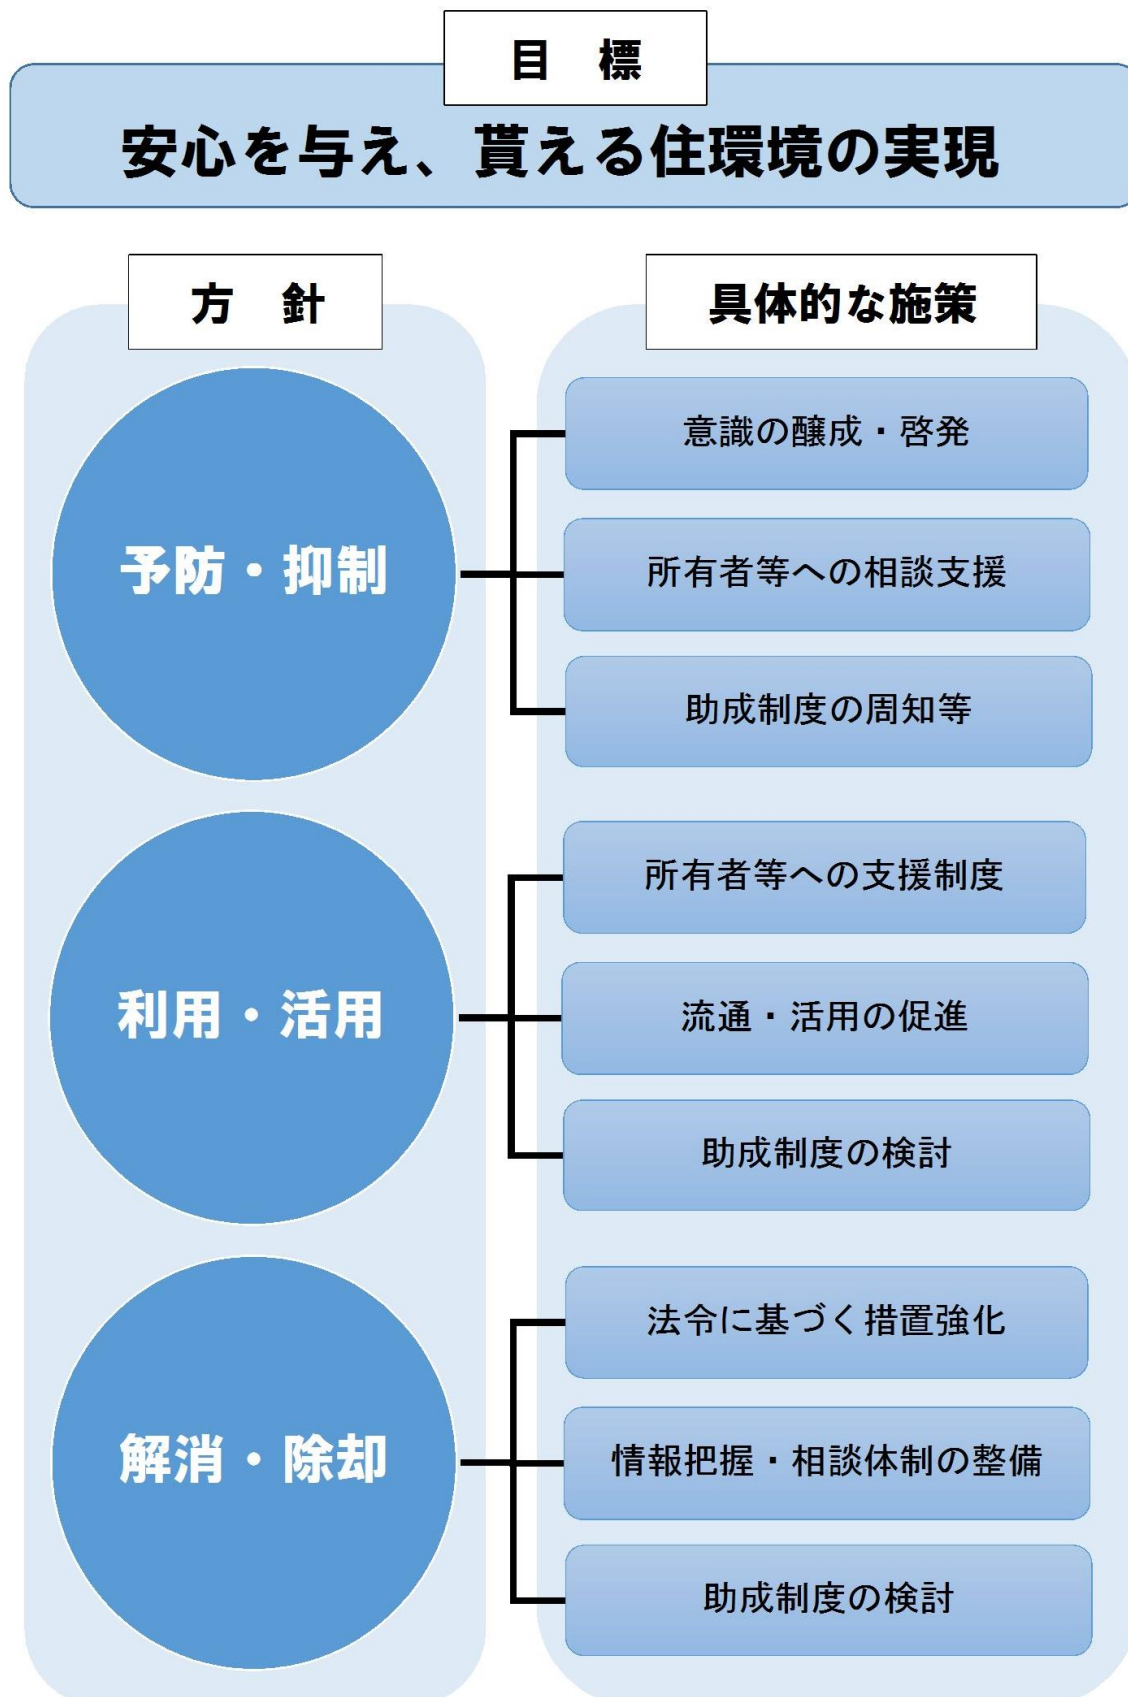 目　標
安心を与え、貰える住環境の実現
方　針
具体的な施策
予防・抑制
意識の醸成・啓発
所有者等への相談支援
助成制度の周知等
利用・活用
所有者等への支援制度
流通・活用の促進
助成制度の検討
解消・除却
法令に基づく措置強化
情報把握・相談体制の整備
助成制度の検討